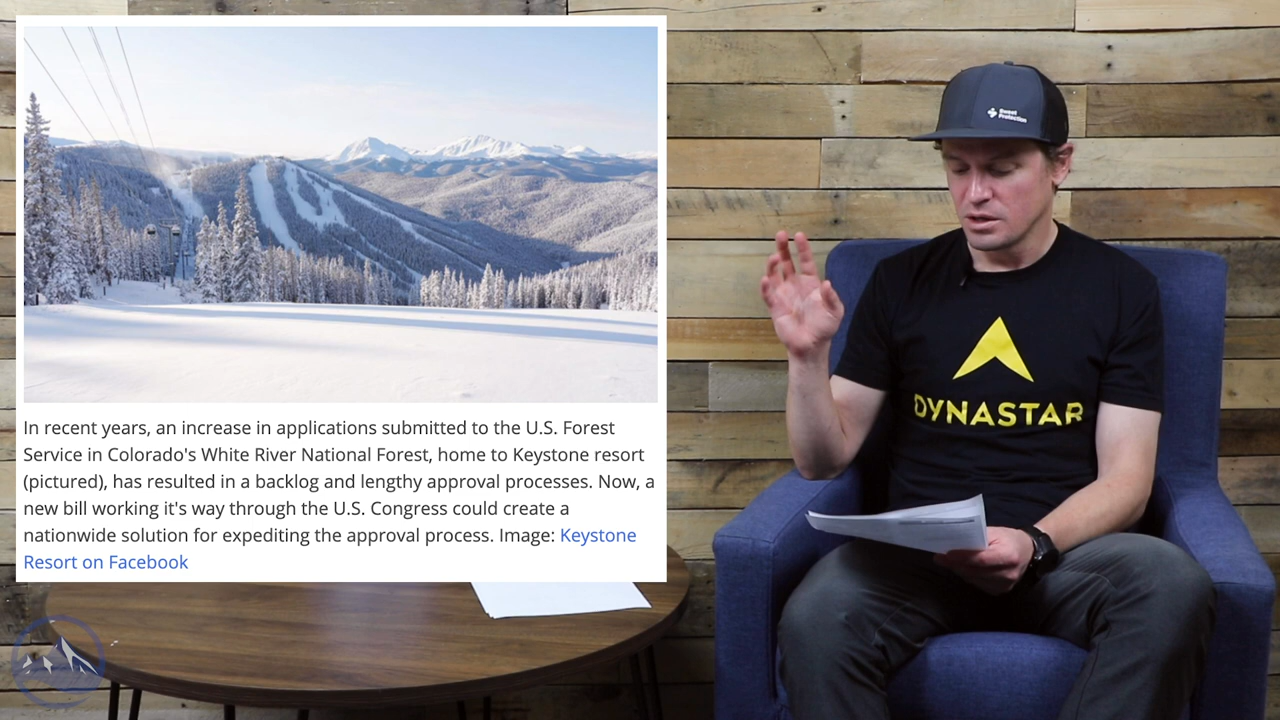 In recent years, an increase in applications submitted to the U.S. Forest
Service in Colorado's White River National Forest, home to Keystone resort
(pictured), has resulted in a backlog and lengthy approval processes. Now, a
new bill working it's way through the U.S. Congress could create a
nationwide solution for expediting the approval process. Image: Keystone
Resort on Facebook
Sweet
Protection
DYNASTAR